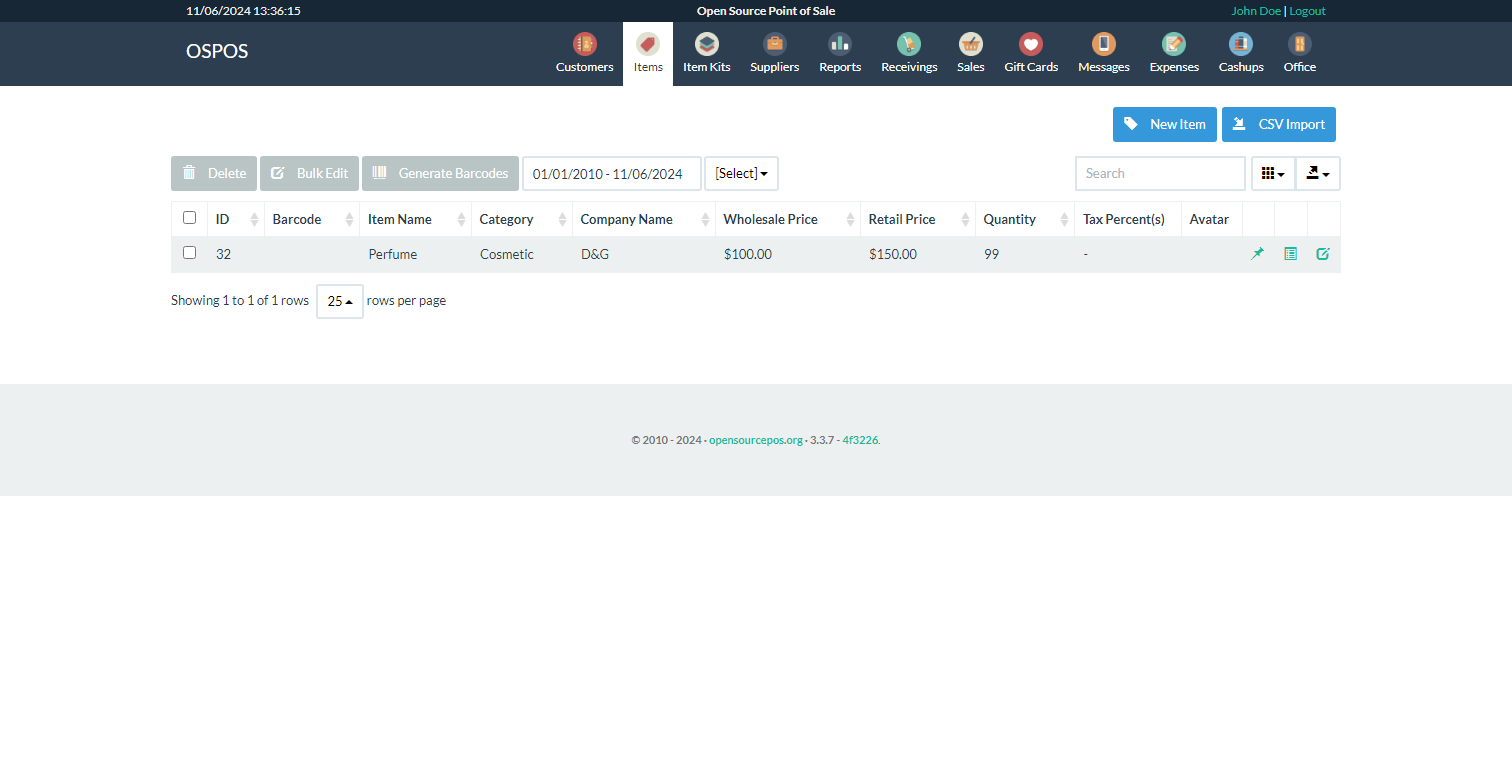 11/06/2024 13:36:15 Open Source Point of Sale John Doe | Logout
OSPOS Customers Items Item Kits Suppliers Reports Receivings Sales Gift Cards Messages Expenses Cashups Office
New Item CSV Import
Delete Bulk Edit Generate Barcodes 01/01/2010 - 11/06/2024 [Select] Search
ID Barcode Item Name Category Company Name Wholesale Price Retail Price Quantity Tax Percent(s) Avatar
32 Perfume Cosmetic D&G $100.00 $150.00 99 -
Showing 1 to 1 of 1 rows 25 rows per page
© 2010 - 2024 · opensourcepos.org · 3.3.7 - 4f3226.